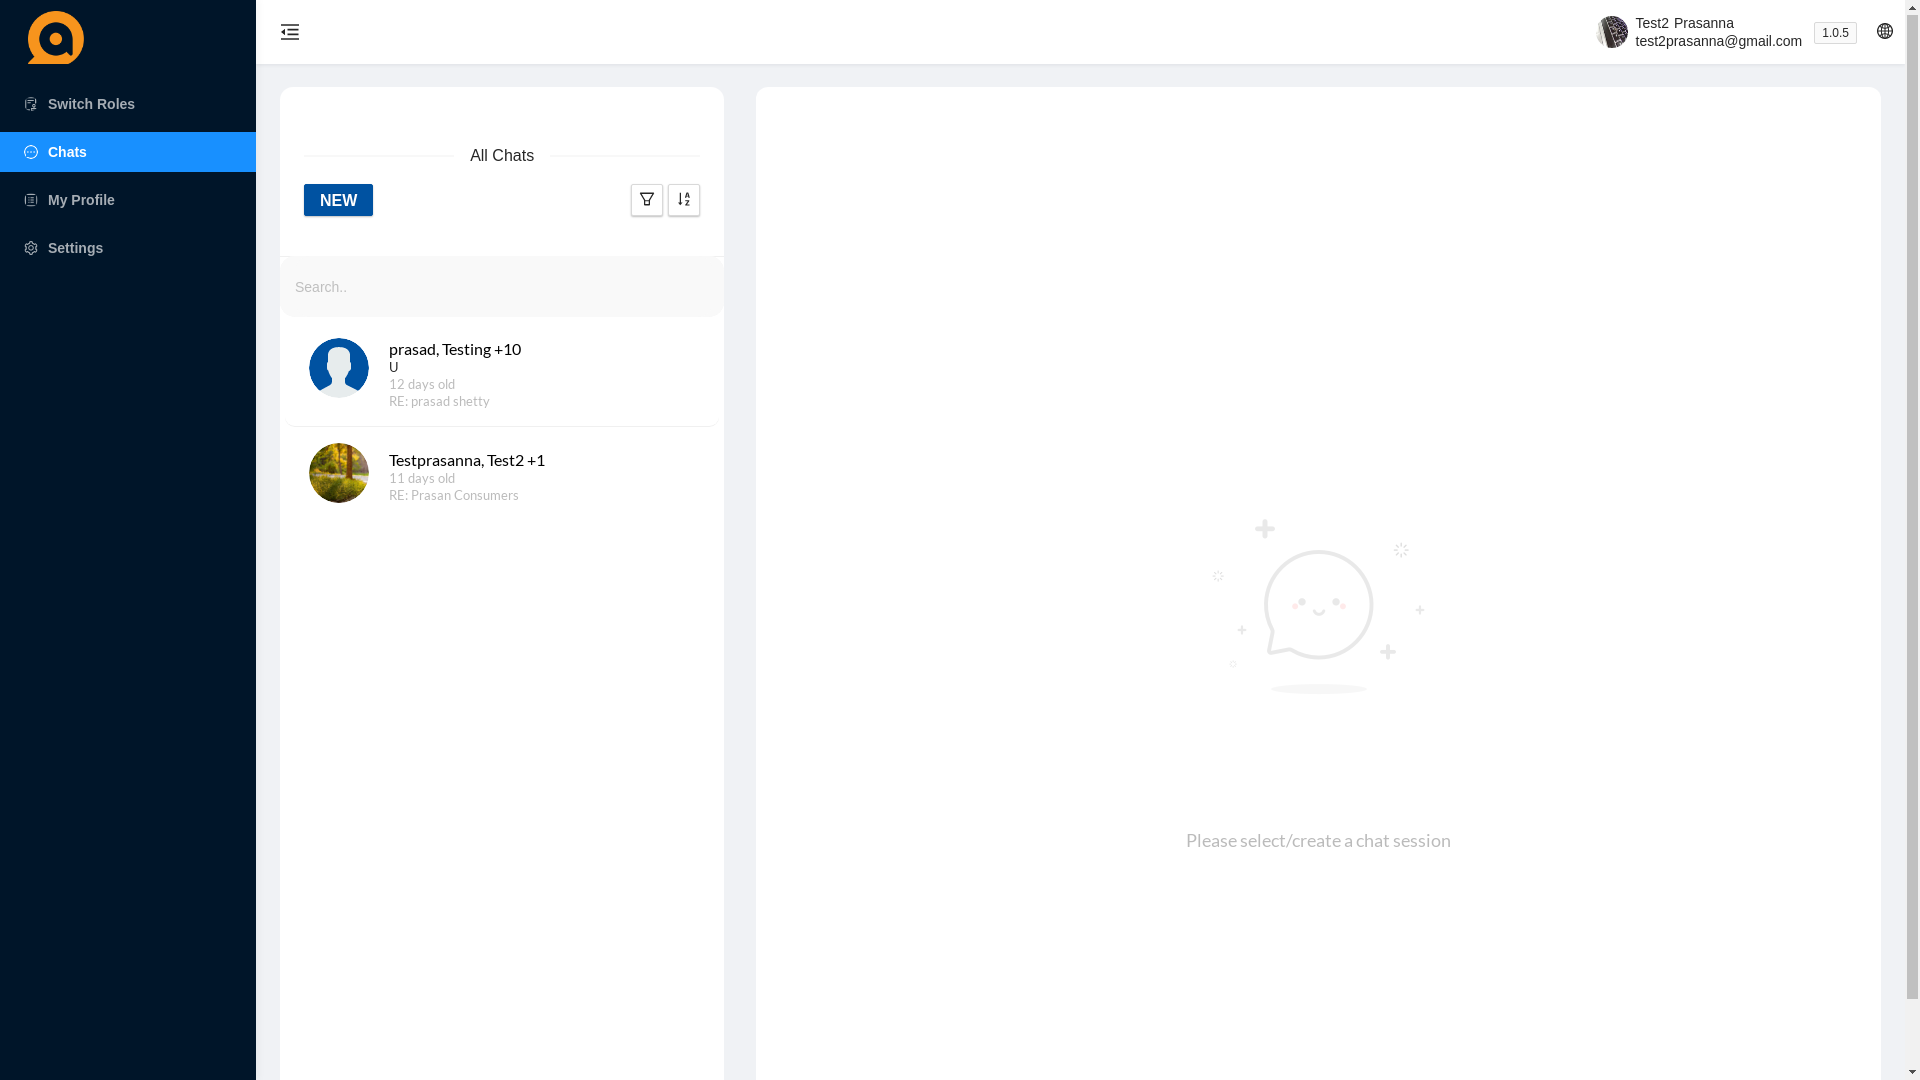 Switch Roles
Chats
My Profile
Settings
Test2 Prasanna
test2prasanna@gmail.com
1.0.5
All Chats
NEW
Search..
prasad, Testing +10
U
12 days old
RE: prasad shetty
Testprasanna, Test2 +1
11 days old
RE: Prasan Consumers
Please select/create a chat session